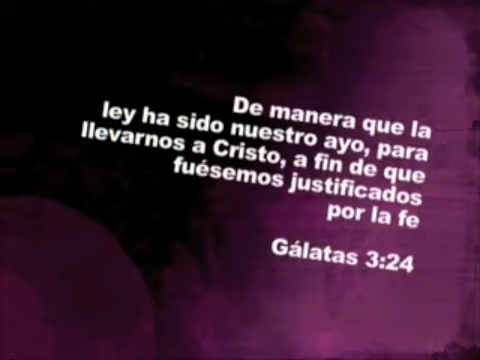 De manera que la
ley ha sido nuestro ayo, para
llevarnos a Cristo, a fin de que
fuésemos justificados
por la fe
Gálatas 3:24